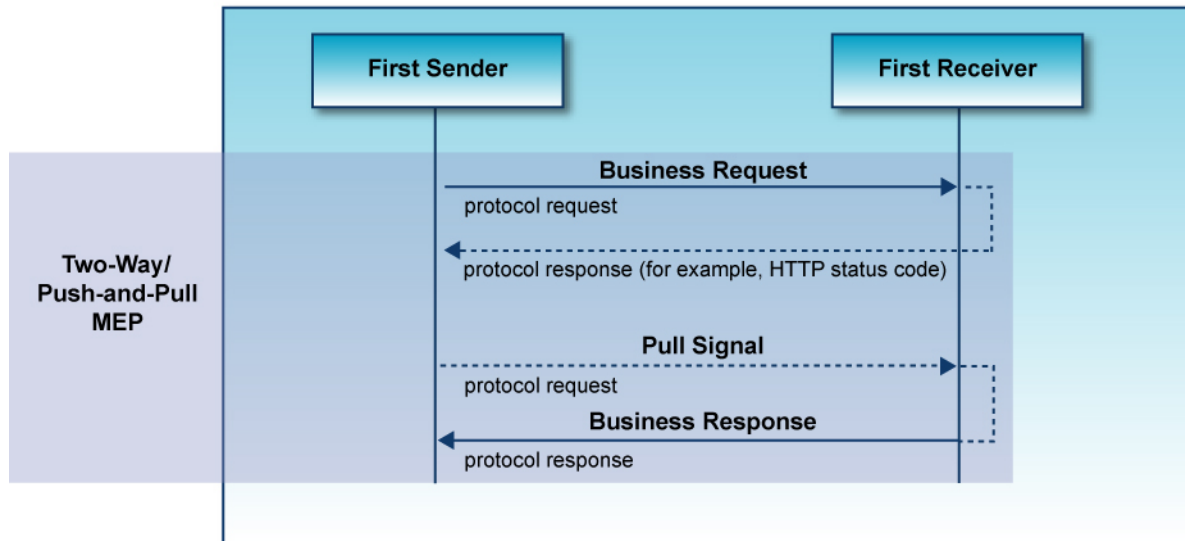 First Sender
First Receiver
Business Request
protocol request
protocol response (for example, HTTP status code)
Two-Way/
Push-and-Pull
MEP
Pull Signal
protocol request
Business Response
protocol response